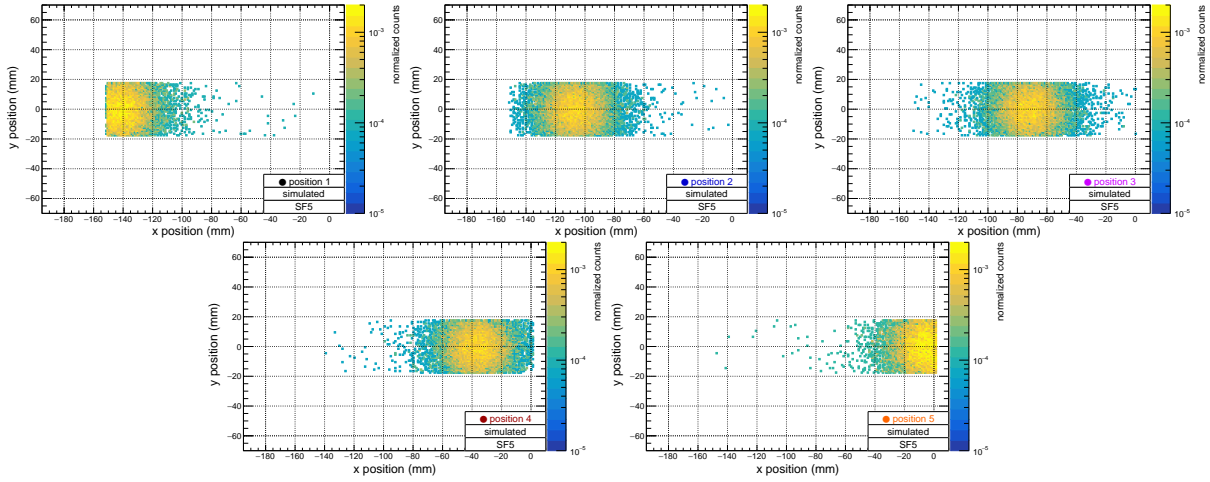 60
40
20
0
−20
−40
−60
y position (mm)
−180 −160 −140 −120 −100 −80 −60 −40 −20 0
x position (mm)
position 1
simulated
SF5
10⁻³
10⁻⁴
10⁻⁵
normalized counts
60
40
20
0
−20
−40
−60
y position (mm)
−180 −160 −140 −120 −100 −80 −60 −40 −20 0
x position (mm)
position 2
simulated
SF5
10⁻³
10⁻⁴
10⁻⁵
normalized counts
60
40
20
0
−20
−40
−60
y position (mm)
−180 −160 −140 −120 −100 −80 −60 −40 −20 0
x position (mm)
position 3
simulated
SF5
10⁻³
10⁻⁴
10⁻⁵
normalized counts
60
40
20
0
−20
−40
−60
y position (mm)
−180 −160 −140 −120 −100 −80 −60 −40 −20 0
x position (mm)
position 4
simulated
SF5
10⁻³
10⁻⁴
10⁻⁵
normalized counts
60
40
20
0
−20
−40
−60
y position (mm)
−180 −160 −140 −120 −100 −80 −60 −40 −20 0
x position (mm)
position 5
simulated
SF5
10⁻³
10⁻⁴
10⁻⁵
normalized counts